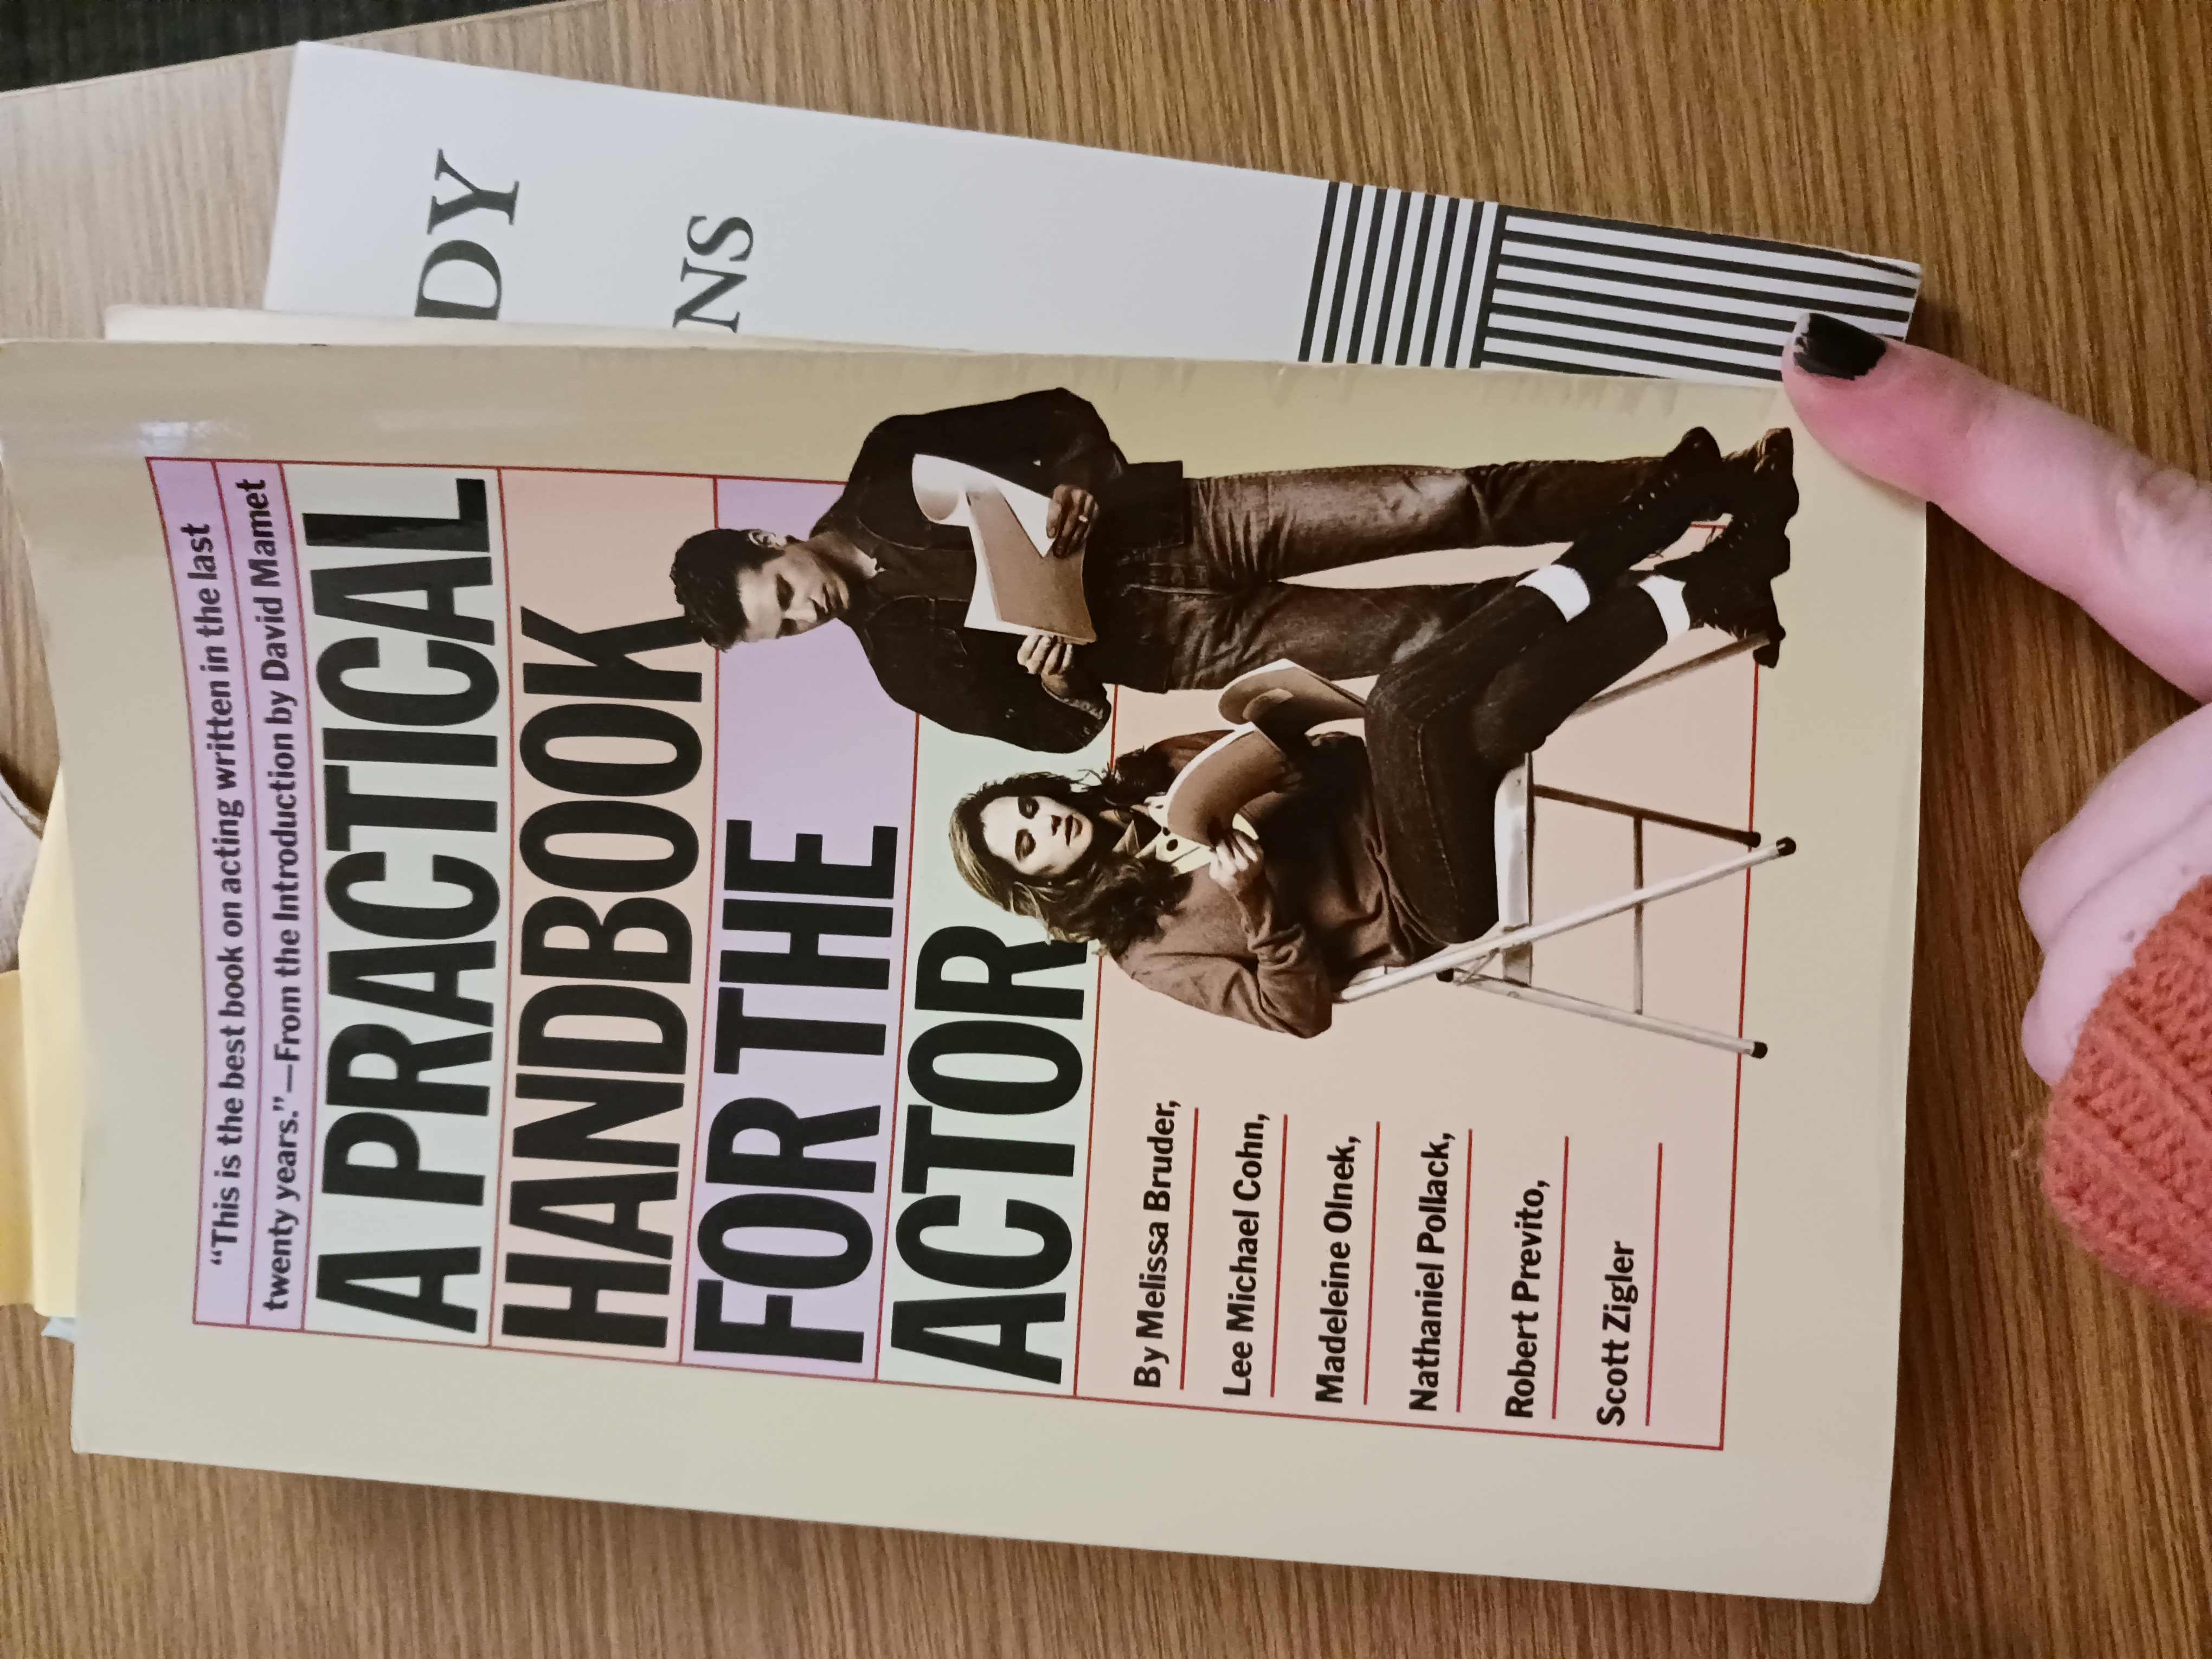 “This is the best book on acting written in the last
twenty years.”—From the Introduction by David Mamet
A PRACTICAL
HANDBOOK
FOR THE
ACTOR
By Melissa Bruder,
Lee Michael Cohn,
Madeleine Olnek,
Nathaniel Pollack,
Robert Previto,
Scott Zigler
DY
NS